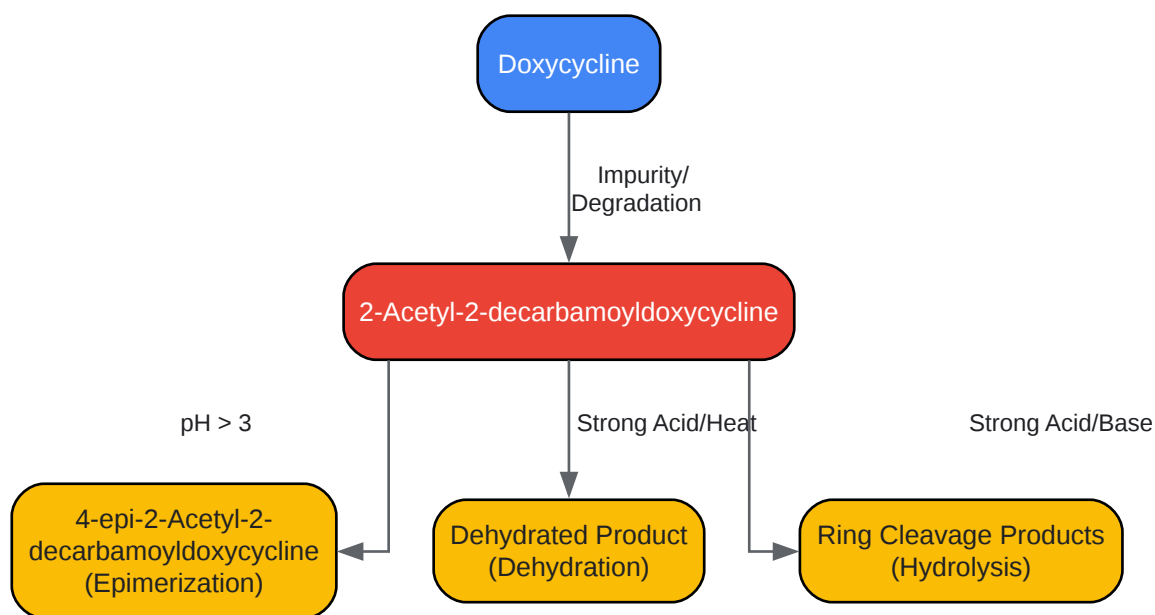 Doxycycline
Impurity/
Degradation
2-Acetyl-2-decarbamoyldoxycycline
pH > 3
Strong Acid/Heat
Strong Acid/Base
4-epi-2-Acetyl-2-
decarbamoyldoxycycline
(Epimerization)
Dehydrated Product
(Dehydration)
Ring Cleavage Products
(Hydrolysis)